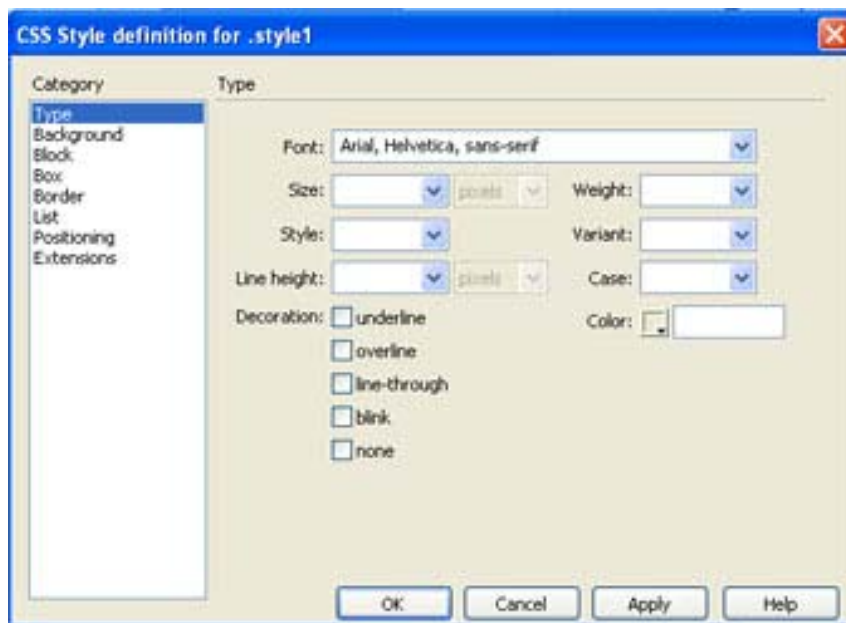 CSS Style definition for .style1
Category
Type
Type
Background
Block
Box
Border
List
Positioning
Extensions
Font: Arial, Helvetica, sans-serif
Size: pixels Weight:
Style: Variant:
Line height: pixels Case:
Decoration: underline Color:
overline
line-through
blink
none
OK Cancel Apply Help